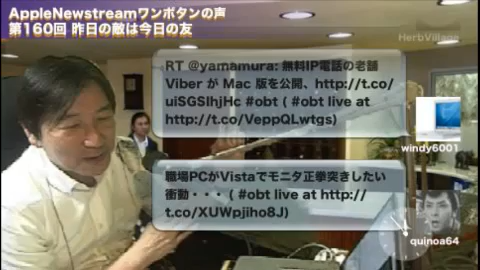 AppleNewstreamワンボタンの声
第160回 昨日の敵は今日の友
HerbVillage
RT @yamamura: 無料IP電話の老舗
Viber が Mac 版を公開、http://t.co/
uiSGSIhjHc #obt ( #obt live at
http://t.co/VeppQLwtgs)
windy6001
職場PCがVistaでモニタ正拳突きしたい
衝動・・・ ( #obt live at http://
t.co/XUWpjiho8J)
quinoa64